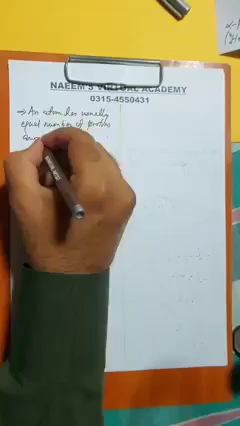 NAEEM'S VIRTUAL ACADEMY
0315-4550431
→ An atom has usually
equal number of protons